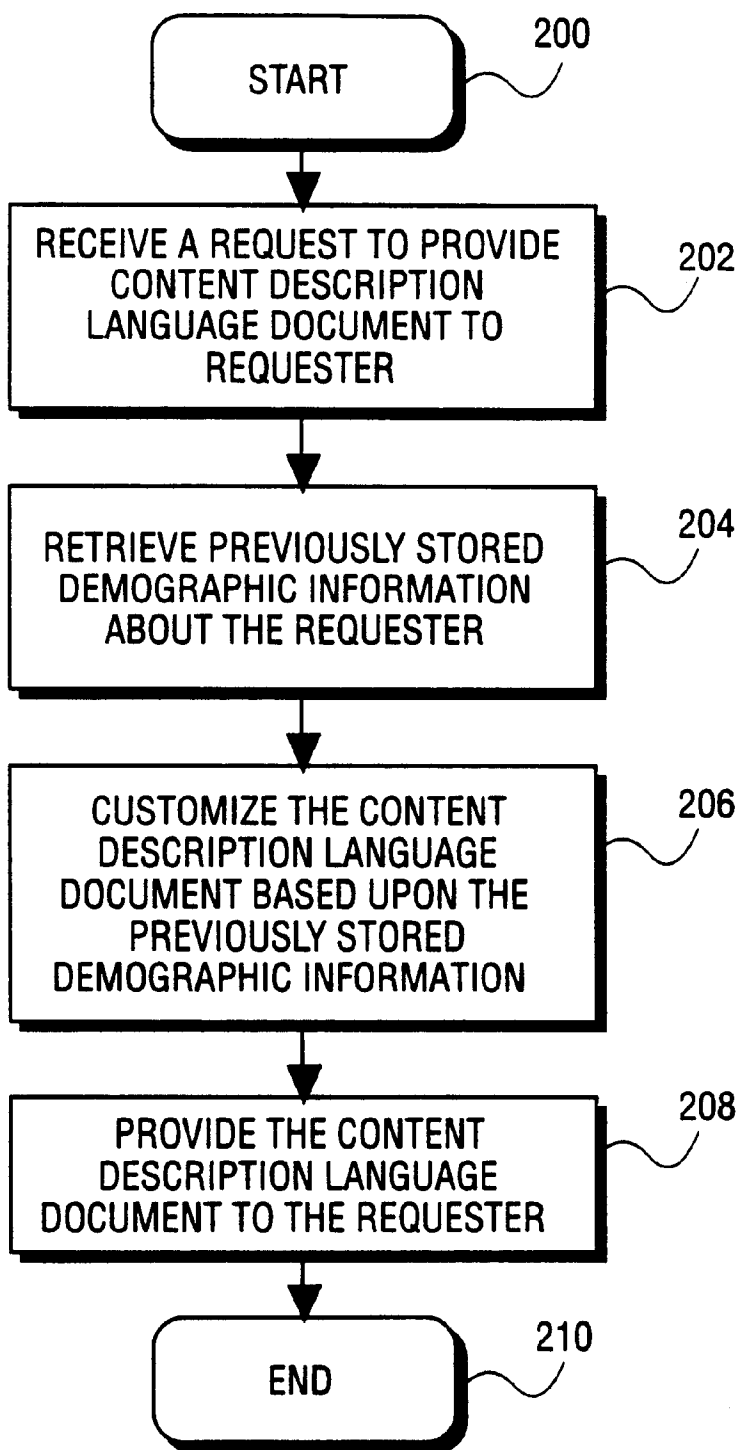 START
200
RECEIVE A REQUEST TO PROVIDE
CONTENT DESCRIPTION
LANGUAGE DOCUMENT TO
REQUESTER
202
RETRIEVE PREVIOUSLY STORED
DEMOGRAPHIC INFORMATION
ABOUT THE REQUESTER
204
CUSTOMIZE THE CONTENT
DESCRIPTION LANGUAGE
DOCUMENT BASED UPON THE
PREVIOUSLY STORED
DEMOGRAPHIC INFORMATION
206
PROVIDE THE CONTENT
DESCRIPTION LANGUAGE
DOCUMENT TO THE REQUESTER
208
END
210